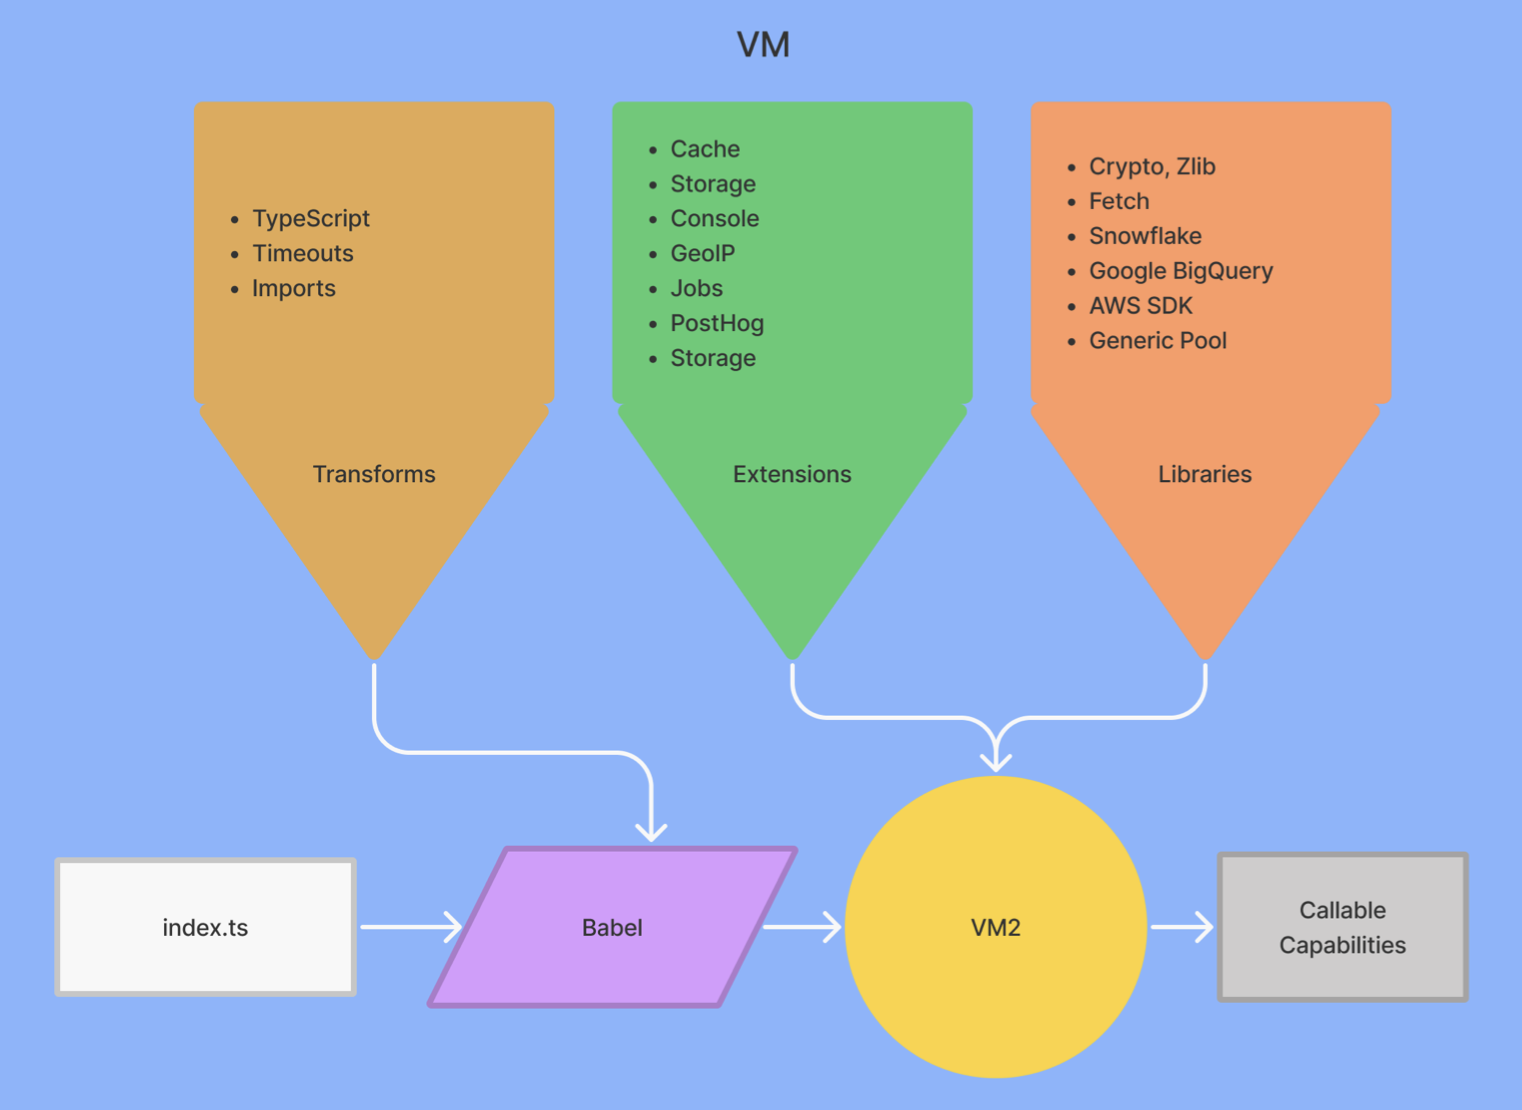 VM
• TypeScript
• Timeouts
• Imports
Transforms
• Cache
• Storage
• Console
• GeoIP
• Jobs
• PostHog
• Storage
Extensions
• Crypto, Zlib
• Fetch
• Snowflake
• Google BigQuery
• AWS SDK
• Generic Pool
Libraries
index.ts
Babel
VM2
Callable
Capabilities